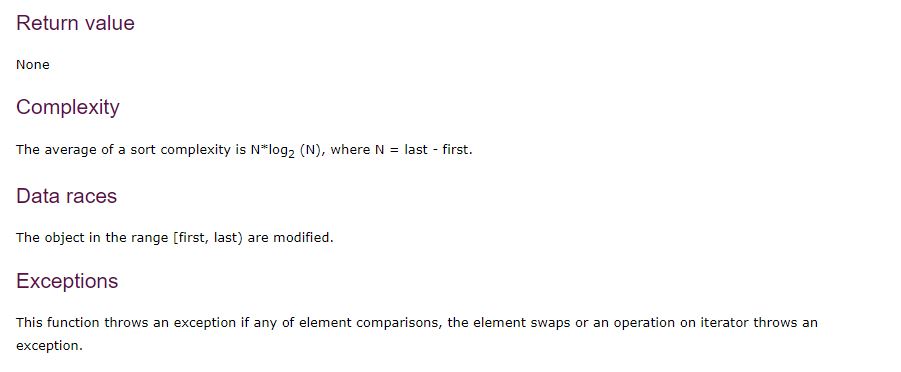 Return value
None
Complexity
The average of a sort complexity is N*log₂ (N), where N = last - first.
Data races
The object in the range [first, last) are modified.
Exceptions
This function throws an exception if any of element comparisons, the element swaps or an operation on iterator throws an
exception.